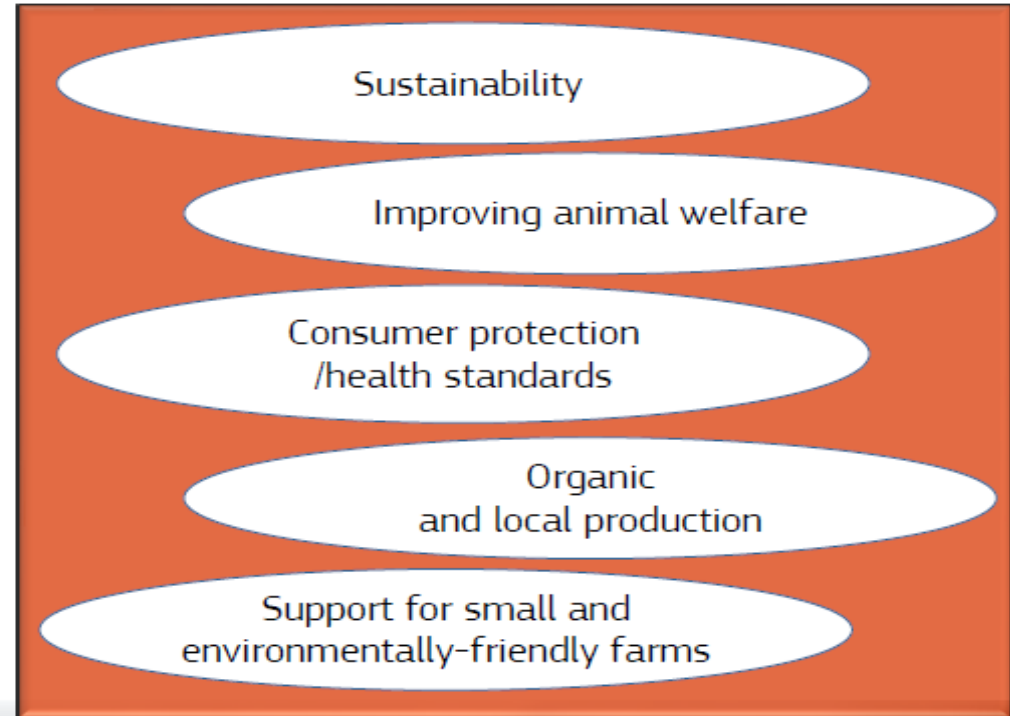 Sustainability
Improving animal welfare
Consumer protection
/health standards
Organic
and local production
Support for small and
environmentally-friendly farms